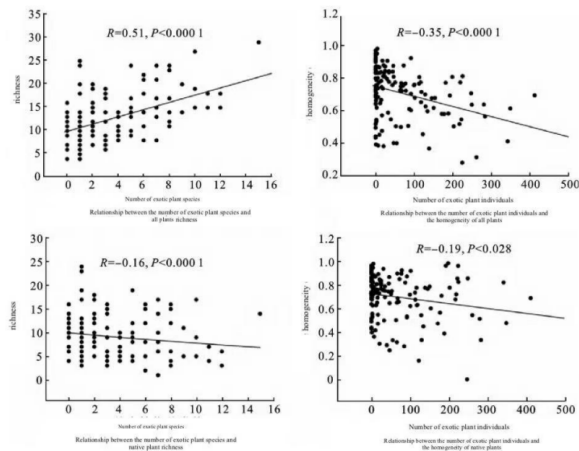 R=0.51, P<0.000 1
richness
35
30
25
20
15
10
5
0
0 2 4 6 8 10 12 14 16
Number of exotic plant species
Relationship between the number of exotic plant species and
all plants richness
R=−0.35, P<0.000 1
homogeneity
1.0
0.8
0.6
0.4
0.2
0 100 200 300 400 500
Number of exotic plant individuals
Relationship between the number of exotic plant individuals and
the homogeneity of all plants
R=−0.16, P<0.000 1
richness
30
25
20
15
10
5
0
0 2 4 6 8 10 12 14 16
Number of exotic plant species
Relationship between the number of exotic plant species and
native plant richness
R=−0.19, P<0.028
homogeneity
1.2
1.0
0.8
0.6
0.4
0.2
0
0 100 200 300 400 500
Number of exotic plant individuals
Relationship between the number of exotic plant individuals and
the homogeneity of native plants